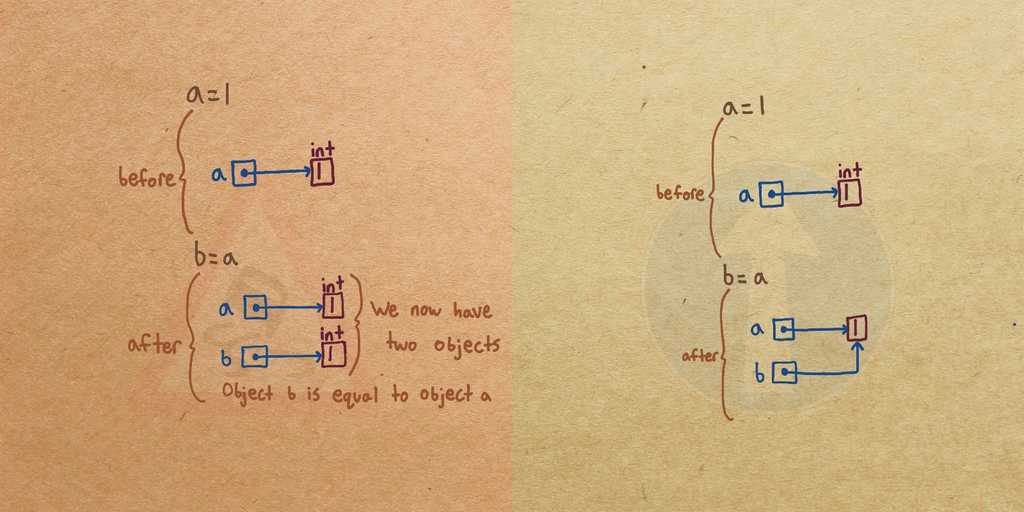 a=1
before
a
int
1
b=a
after
a
int
1
b
int
1
We now have
two objects
Object b is equal to object a
a=1
before
a
int
1
b=a
after
a
1
b